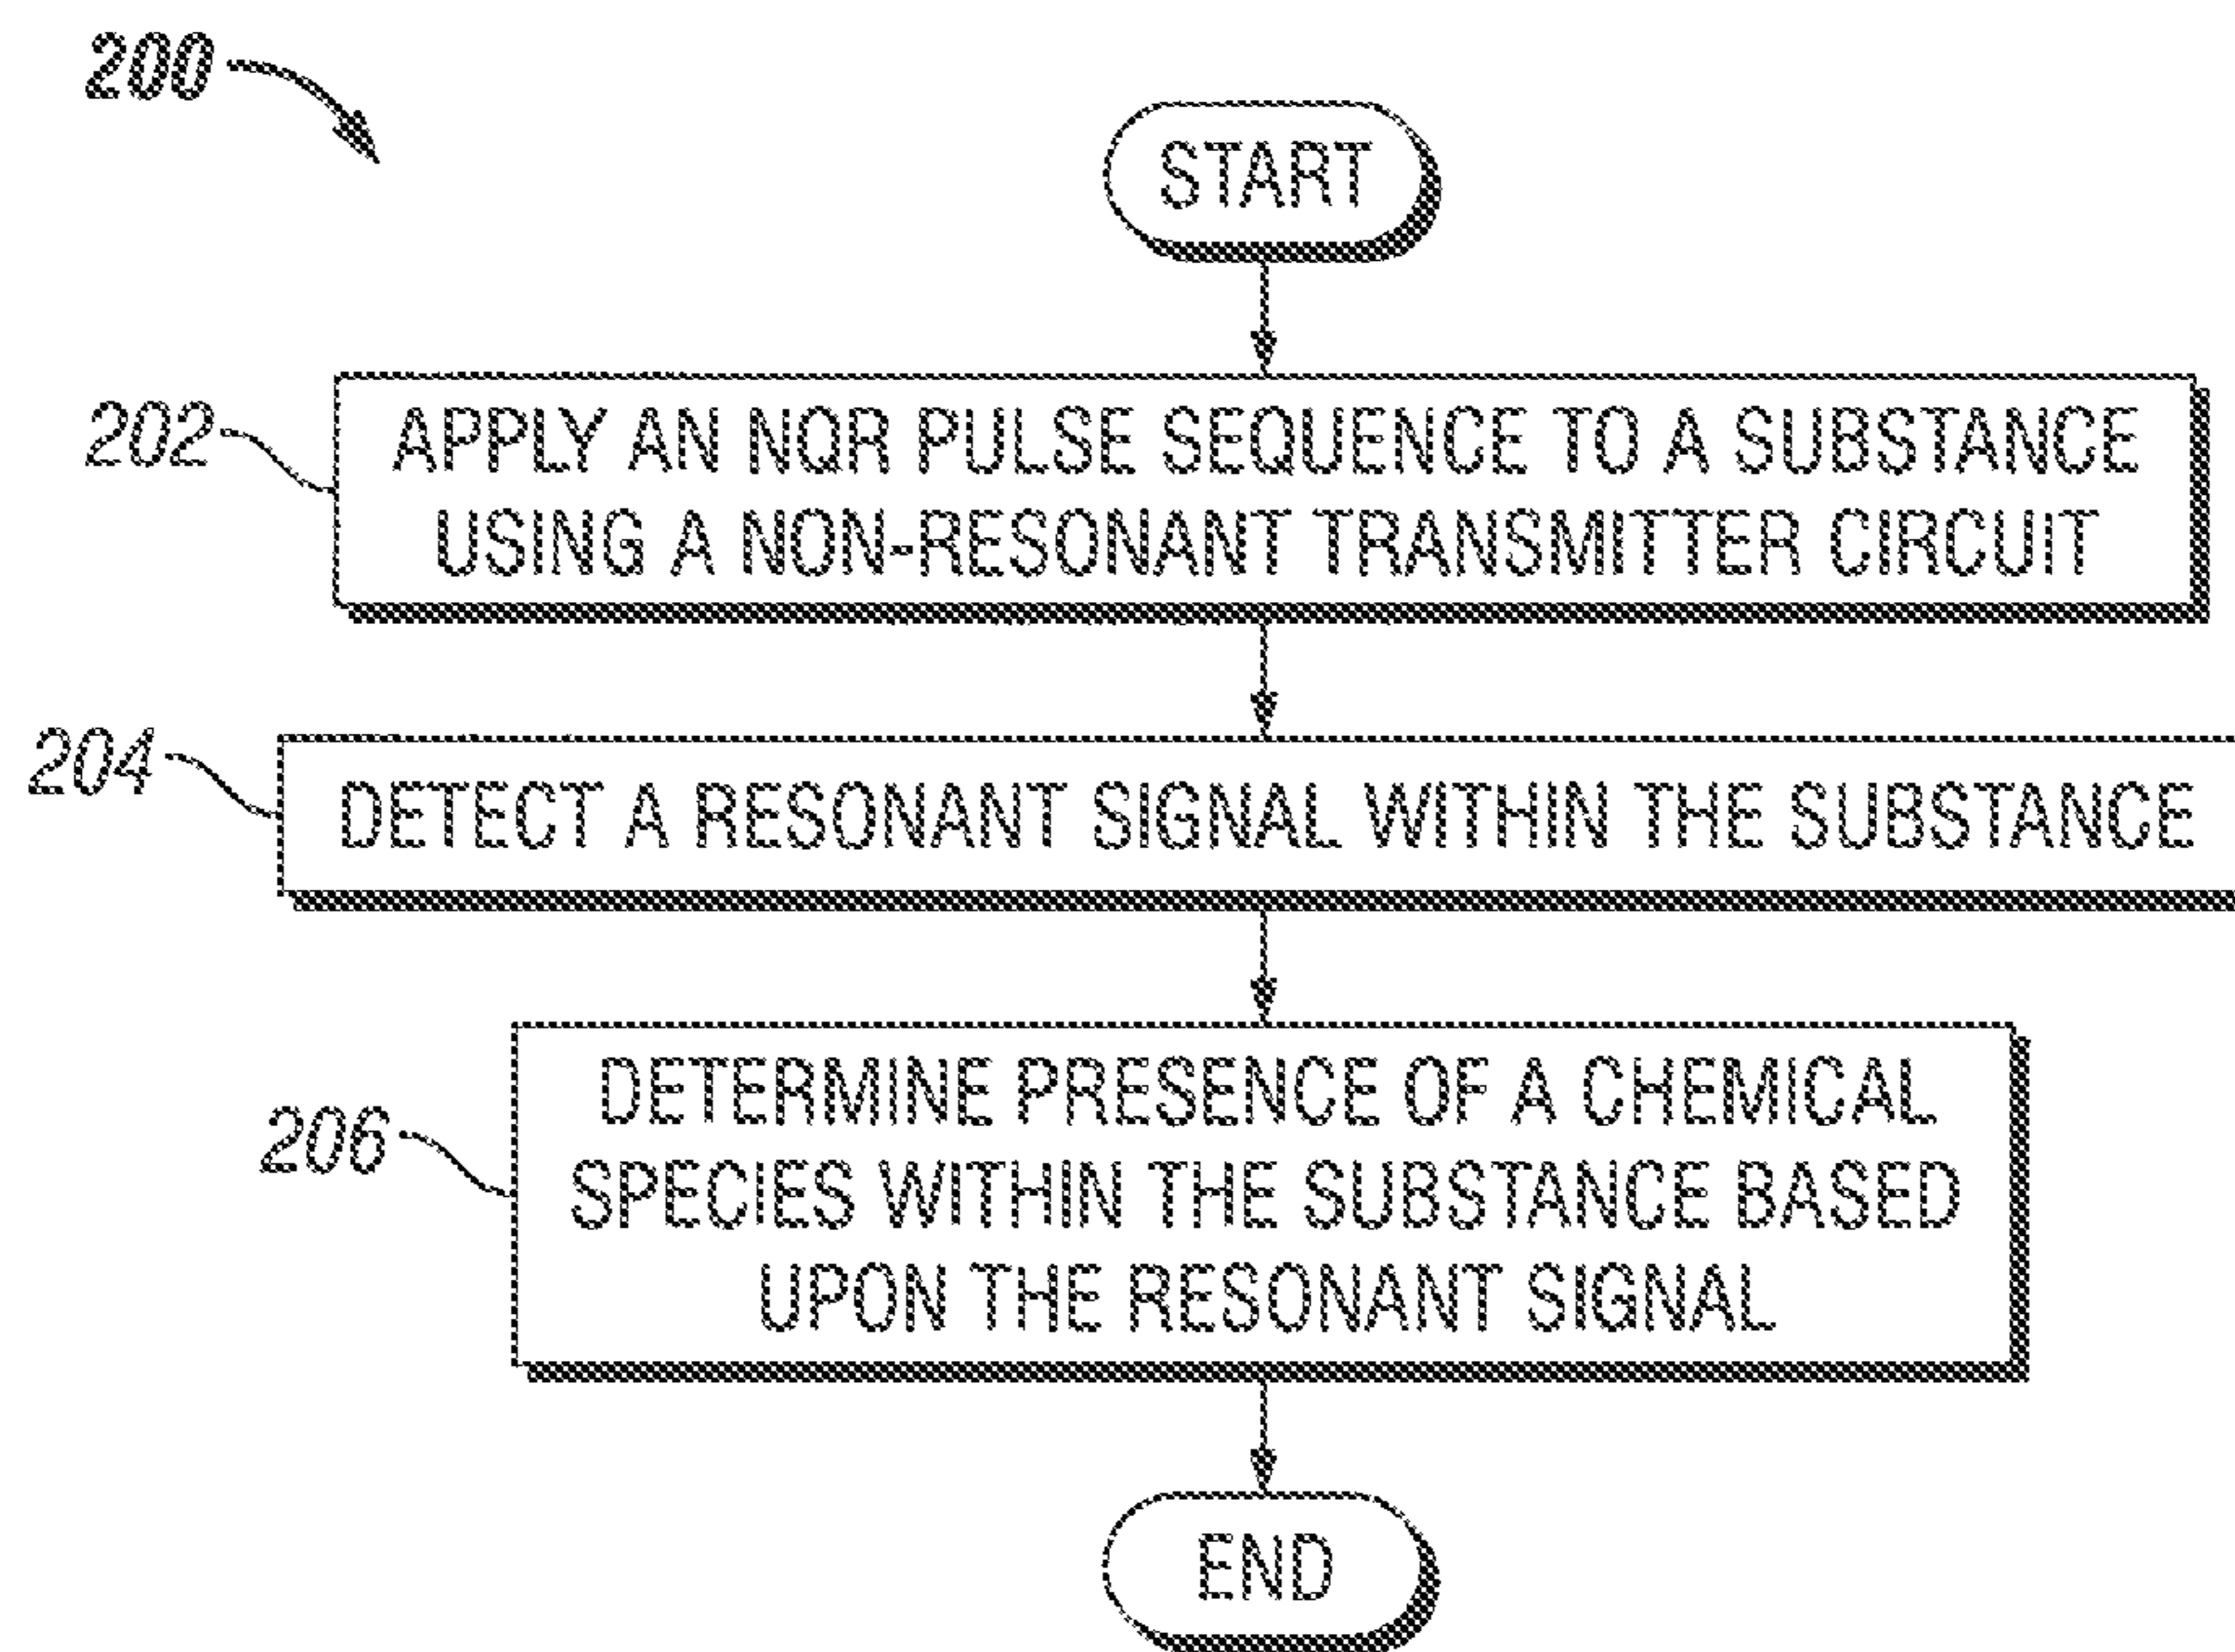 200
START
202
APPLY AN NQR PULSE SEQUENCE TO A SUBSTANCE
USING A NON-RESONANT TRANSMITTER CIRCUIT
204
DETECT A RESONANT SIGNAL WITHIN THE SUBSTANCE
206
DETERMINE PRESENCE OF A CHEMICAL
SPECIES WITHIN THE SUBSTANCE BASED
UPON THE RESONANT SIGNAL
END